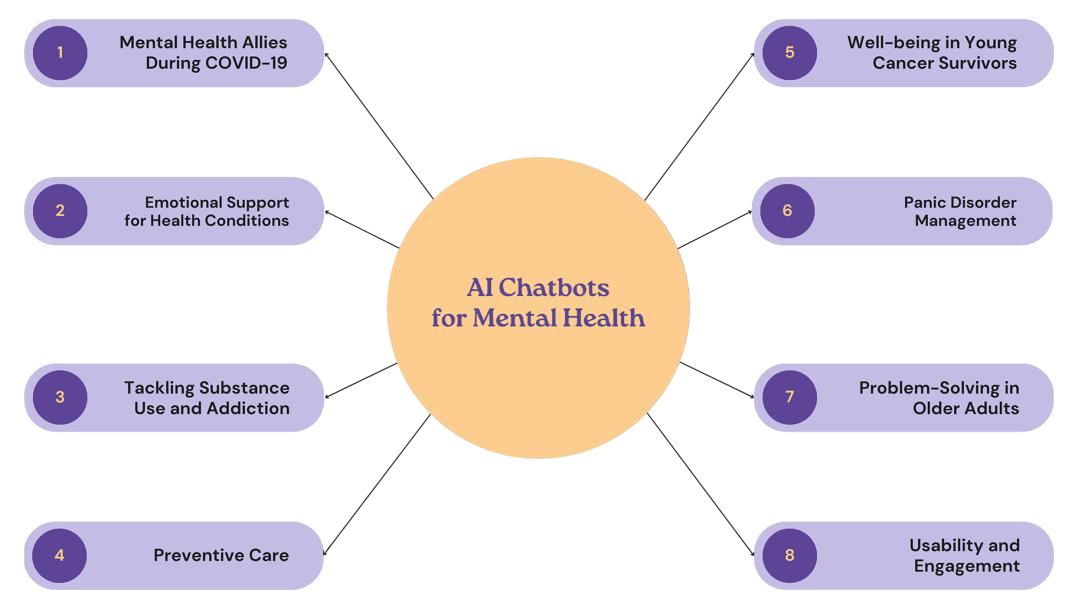 1
Mental Health Allies
During COVID-19
2
Emotional Support
for Health Conditions
3
Tackling Substance
Use and Addiction
4
Preventive Care
AI Chatbots
for Mental Health
5
Well-being in Young
Cancer Survivors
6
Panic Disorder
Management
7
Problem-Solving in
Older Adults
8
Usability and
Engagement